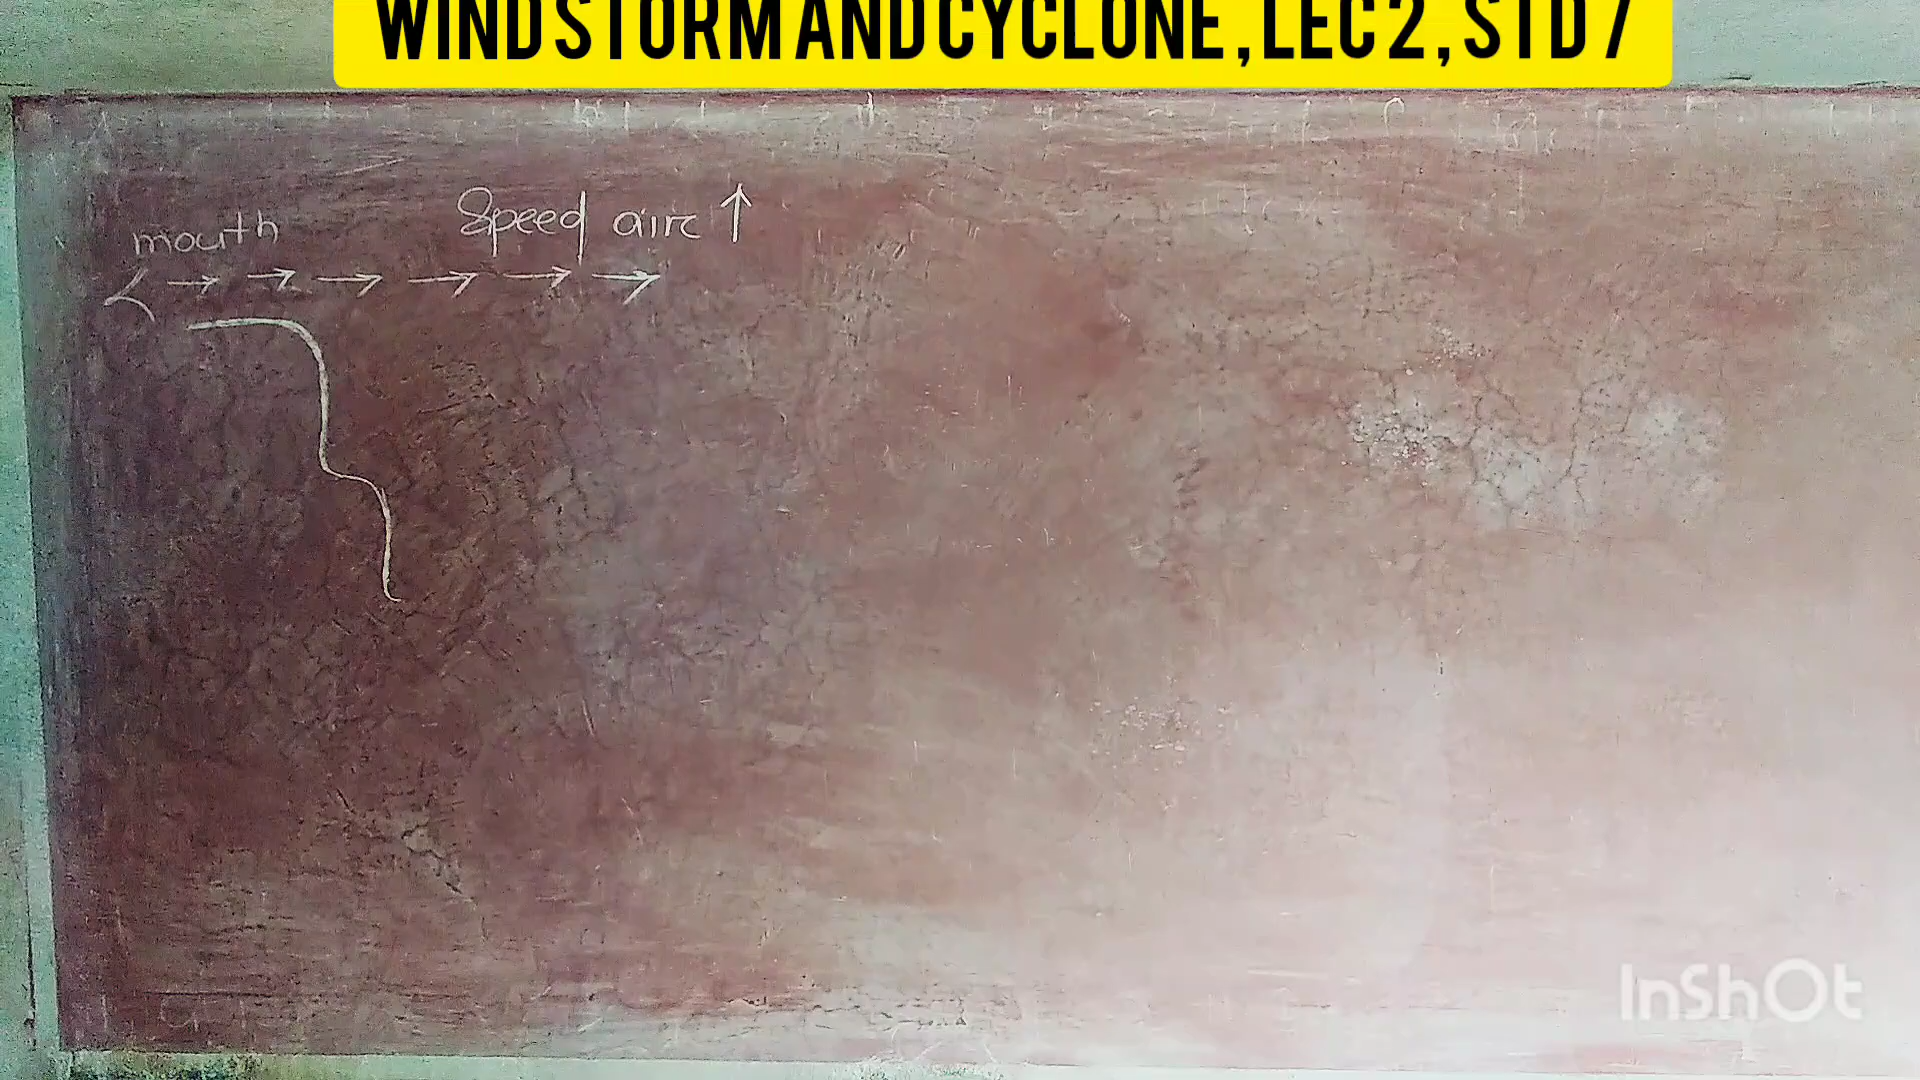 WIND STORM AND CYCLONE, LEC 2, STD 7
Speed air ↑
mouth
InShOt